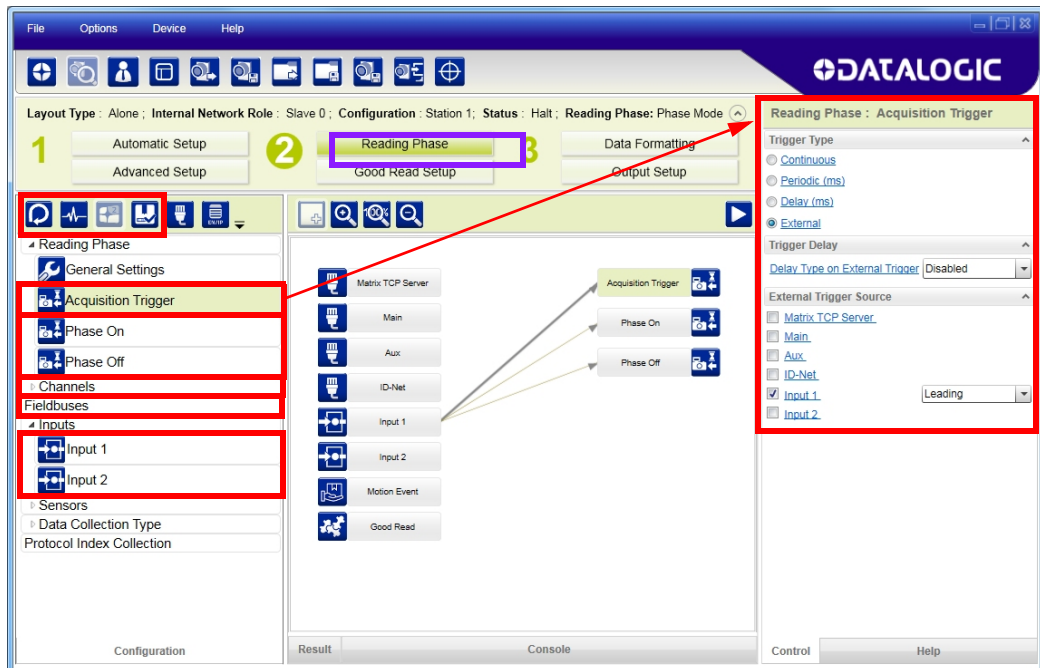 File Options Device Help
DATALOGIC
Layout Type : Alone ; Internal Network Role : Slave 0 ; Configuration : Station 1; Status : Halt ; Reading Phase: Phase Mode
1
Automatic Setup
Advanced Setup
2
Reading Phase
Good Read Setup
3
Data Formatting
Output Setup
EN/IP
Reading Phase
General Settings
Acquisition Trigger
Phase On
Phase Off
Channels
Fieldbuses
Inputs
Input 1
Input 2
Sensors
Data Collection Type
Protocol Index Collection
Configuration
100%
Matrix TCP Server
Main
Aux
ID-Net
Input 1
Input 2
Motion Event
Good Read
Acquisition Trigger
Phase On
Phase Off
Result Console
Reading Phase : Acquisition Trigger
Trigger Type
Continuous
Periodic (ms)
Delay (ms)
External
Trigger Delay
Delay Type on External Trigger Disabled
External Trigger Source
Matrix TCP Server
Main
Aux
ID-Net
Input 1 Leading
Input 2
Control Help